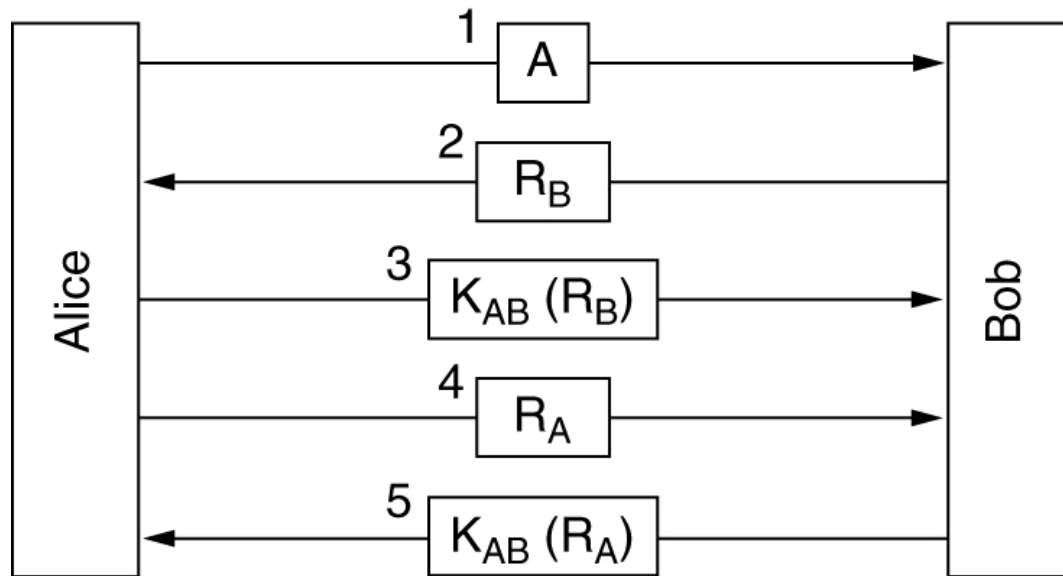 Alice
1
A
2
R_B
3
K_AB (R_B)
4
R_A
5
K_AB (R_A)
Bob